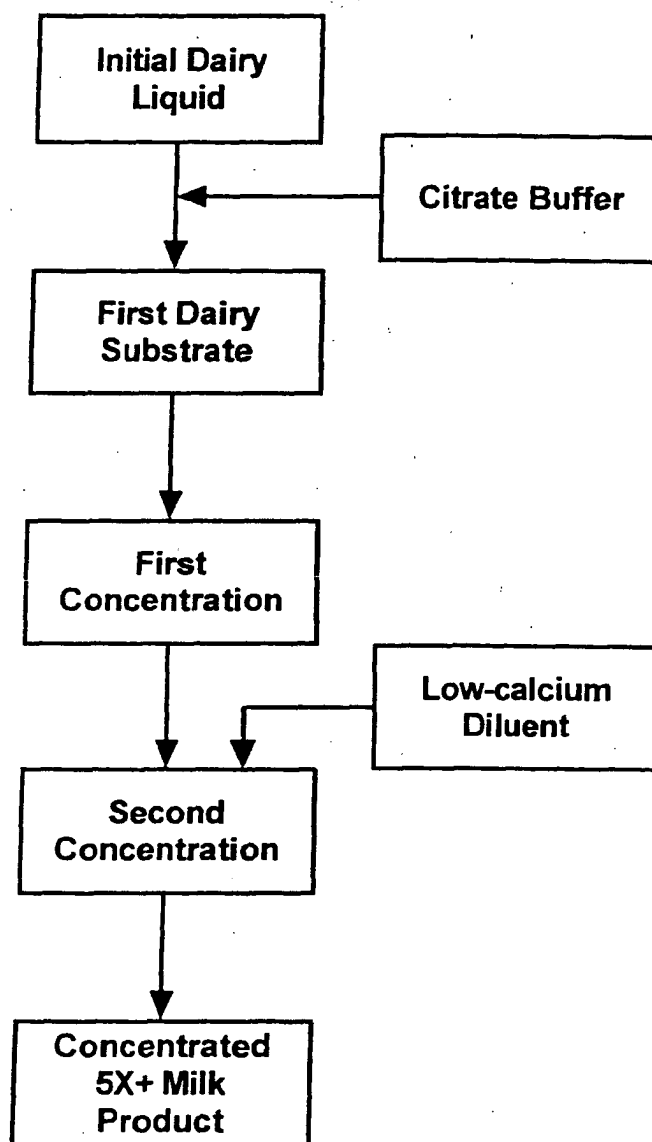 Initial Dairy
Liquid
Citrate Buffer
First Dairy
Substrate
First
Concentration
Low-calcium
Diluent
Second
Concentration
Concentrated
5X+ Milk
Product